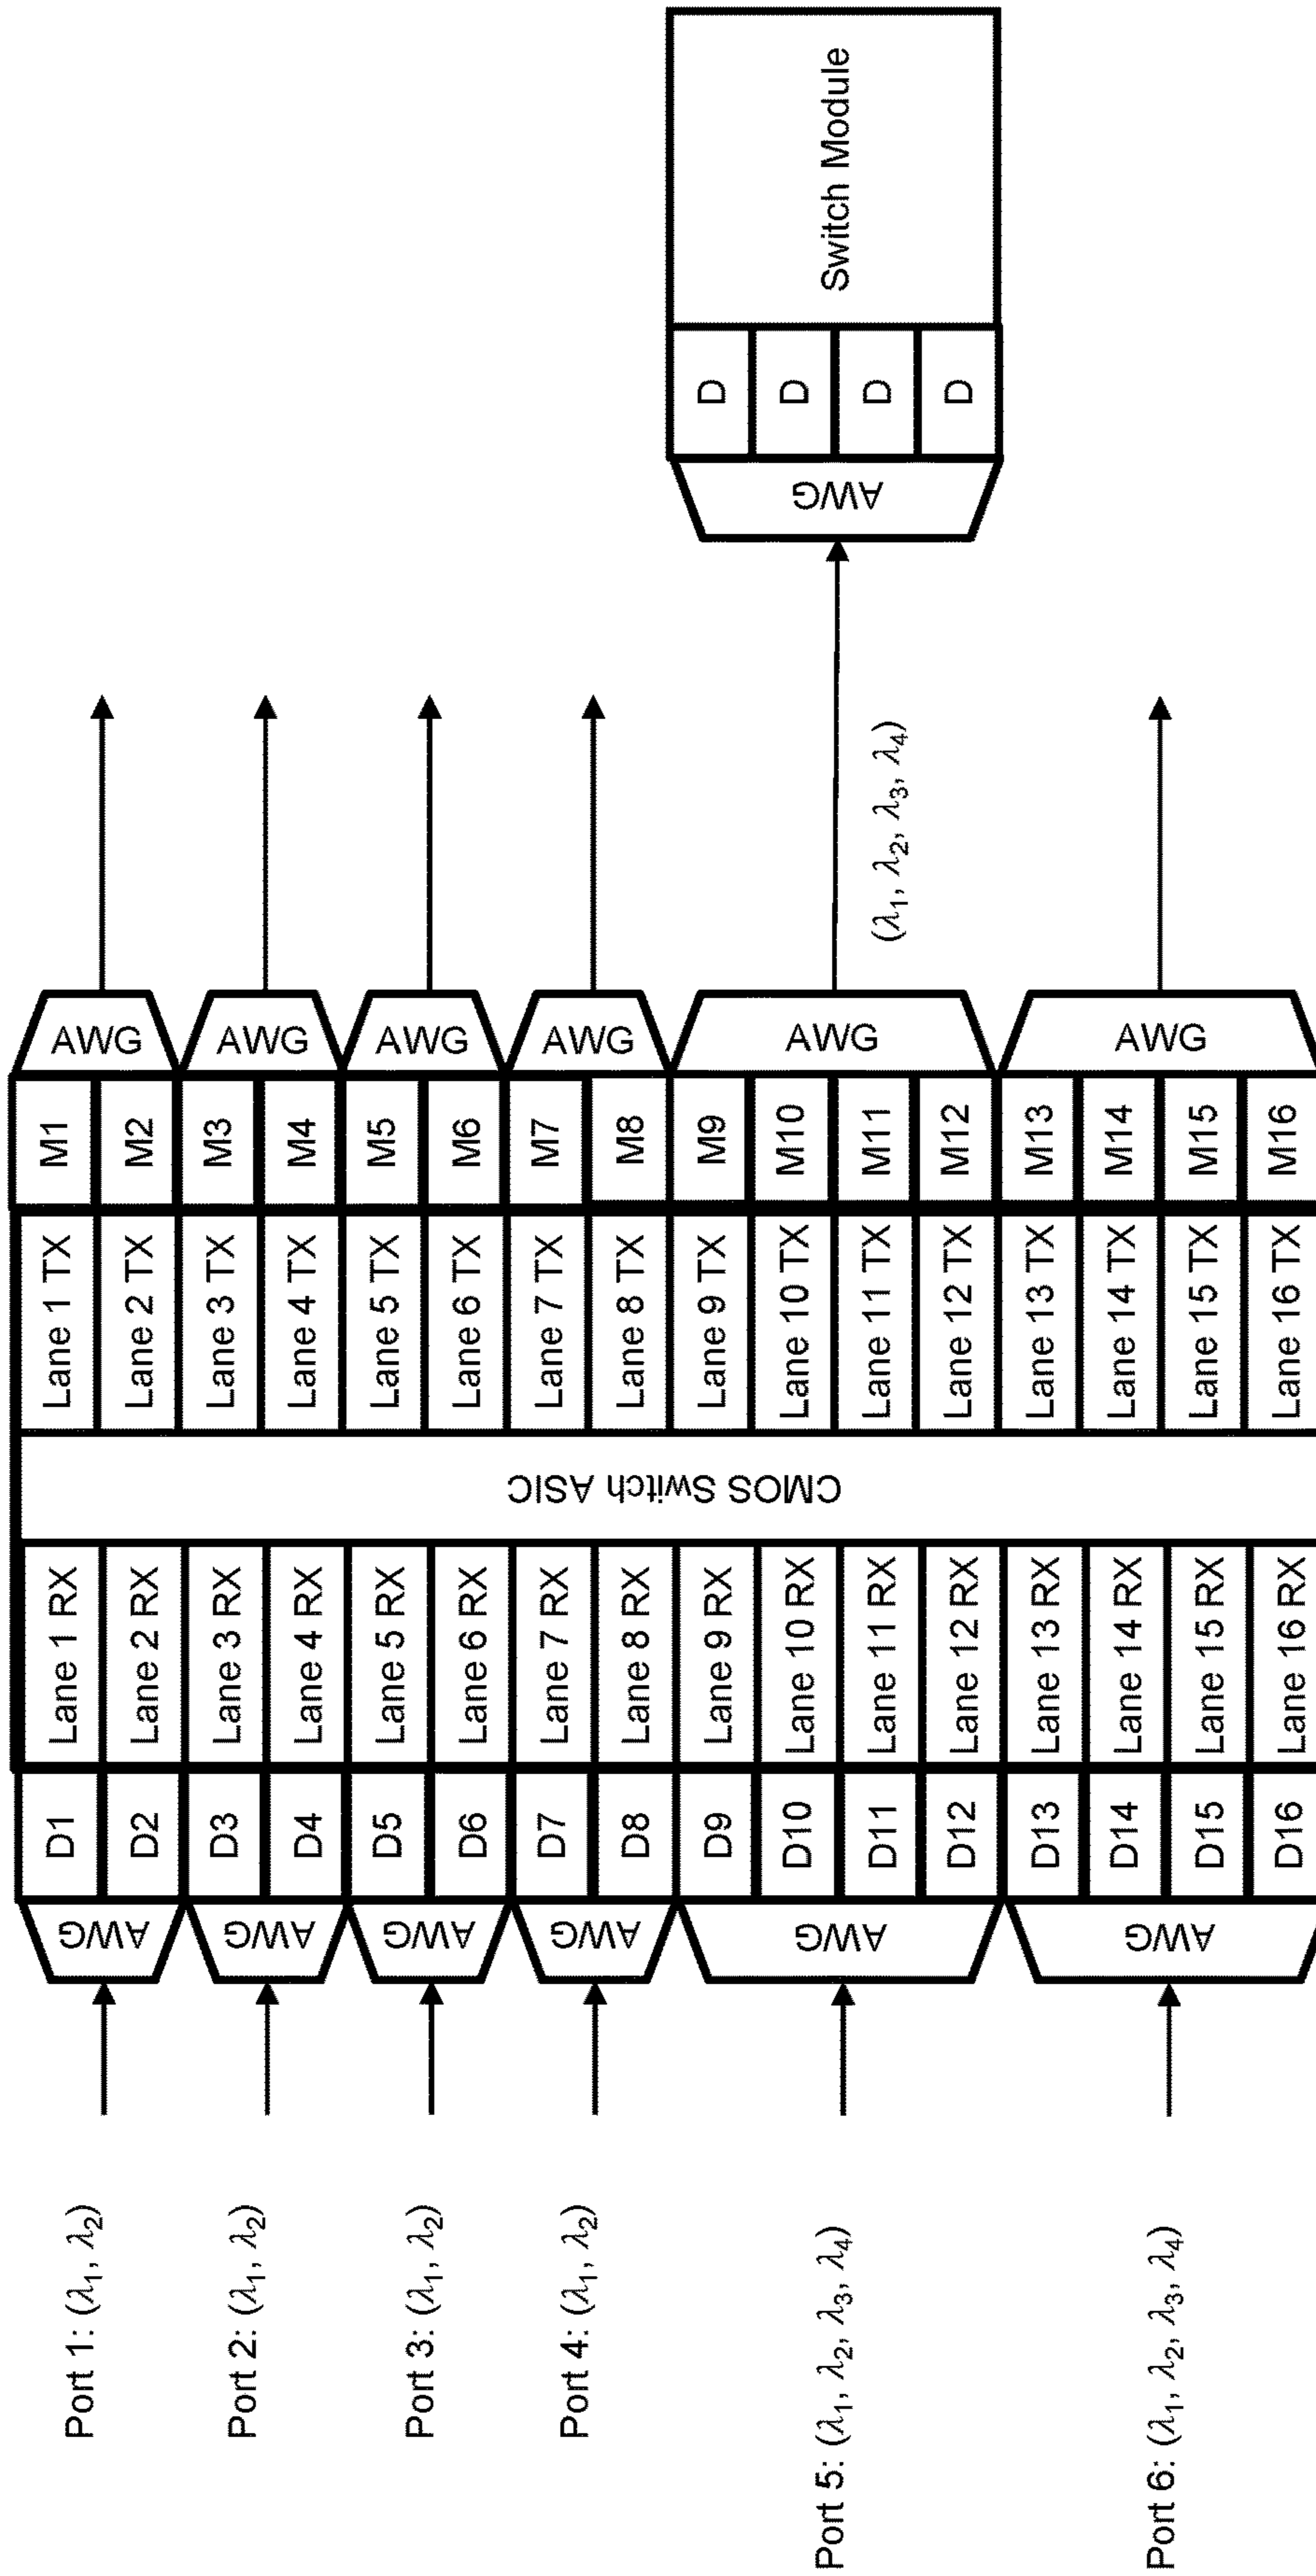 Port 1: (λ1, λ2)
Port 2: (λ1, λ2)
Port 3: (λ1, λ2)
Port 4: (λ1, λ2)
Port 5: (λ1, λ2, λ3, λ4)
Port 6: (λ1, λ2, λ3, λ4)
AWG
AWG
AWG
AWG
AWG
AWG
D1
D2
D3
D4
D5
D6
D7
D8
D9
D10
D11
D12
D13
D14
D15
D16
Lane 1 RX
Lane 2 RX
Lane 3 RX
Lane 4 RX
Lane 5 RX
Lane 6 RX
Lane 7 RX
Lane 8 RX
Lane 9 RX
Lane 10 RX
Lane 11 RX
Lane 12 RX
Lane 13 RX
Lane 14 RX
Lane 15 RX
Lane 16 RX
CMOS Switch ASIC
Lane 1 TX
Lane 2 TX
Lane 3 TX
Lane 4 TX
Lane 5 TX
Lane 6 TX
Lane 7 TX
Lane 8 TX
Lane 9 TX
Lane 10 TX
Lane 11 TX
Lane 12 TX
Lane 13 TX
Lane 14 TX
Lane 15 TX
Lane 16 TX
M1
M2
M3
M4
M5
M6
M7
M8
M9
M10
M11
M12
M13
M14
M15
M16
AWG
AWG
AWG
AWG
AWG
AWG
(λ1, λ2, λ3, λ4)
AWG
D
D
D
D
Switch Module